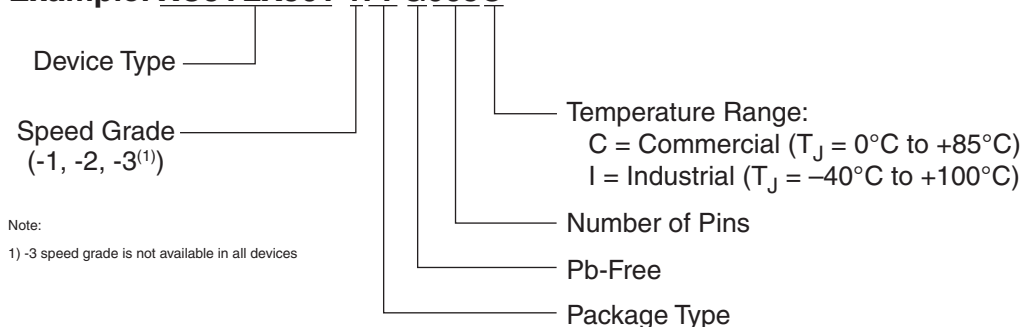 Device Type
Speed Grade
(-1, -2, -3(1))
Temperature Range:
C = Commercial (TJ = 0°C to +85°C)
I = Industrial (TJ = –40°C to +100°C)
Number of Pins
Note:
1) -3 speed grade is not available in all devices
Pb-Free
Package Type